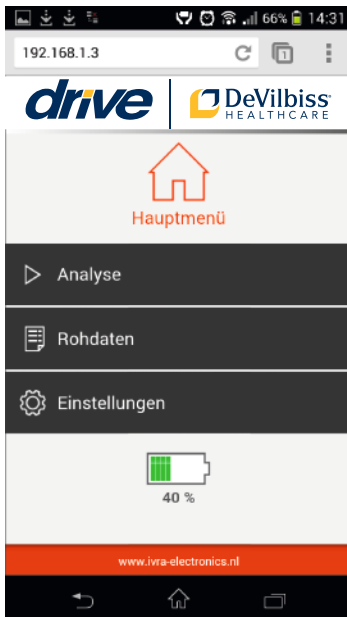 66% 14:31
192.168.1.3
1
drive DeVilbiss
HEALTHCARE
Hauptmenü
Analyse
Rohdaten
Einstellungen
40 %
www.ivra-electronics.nl